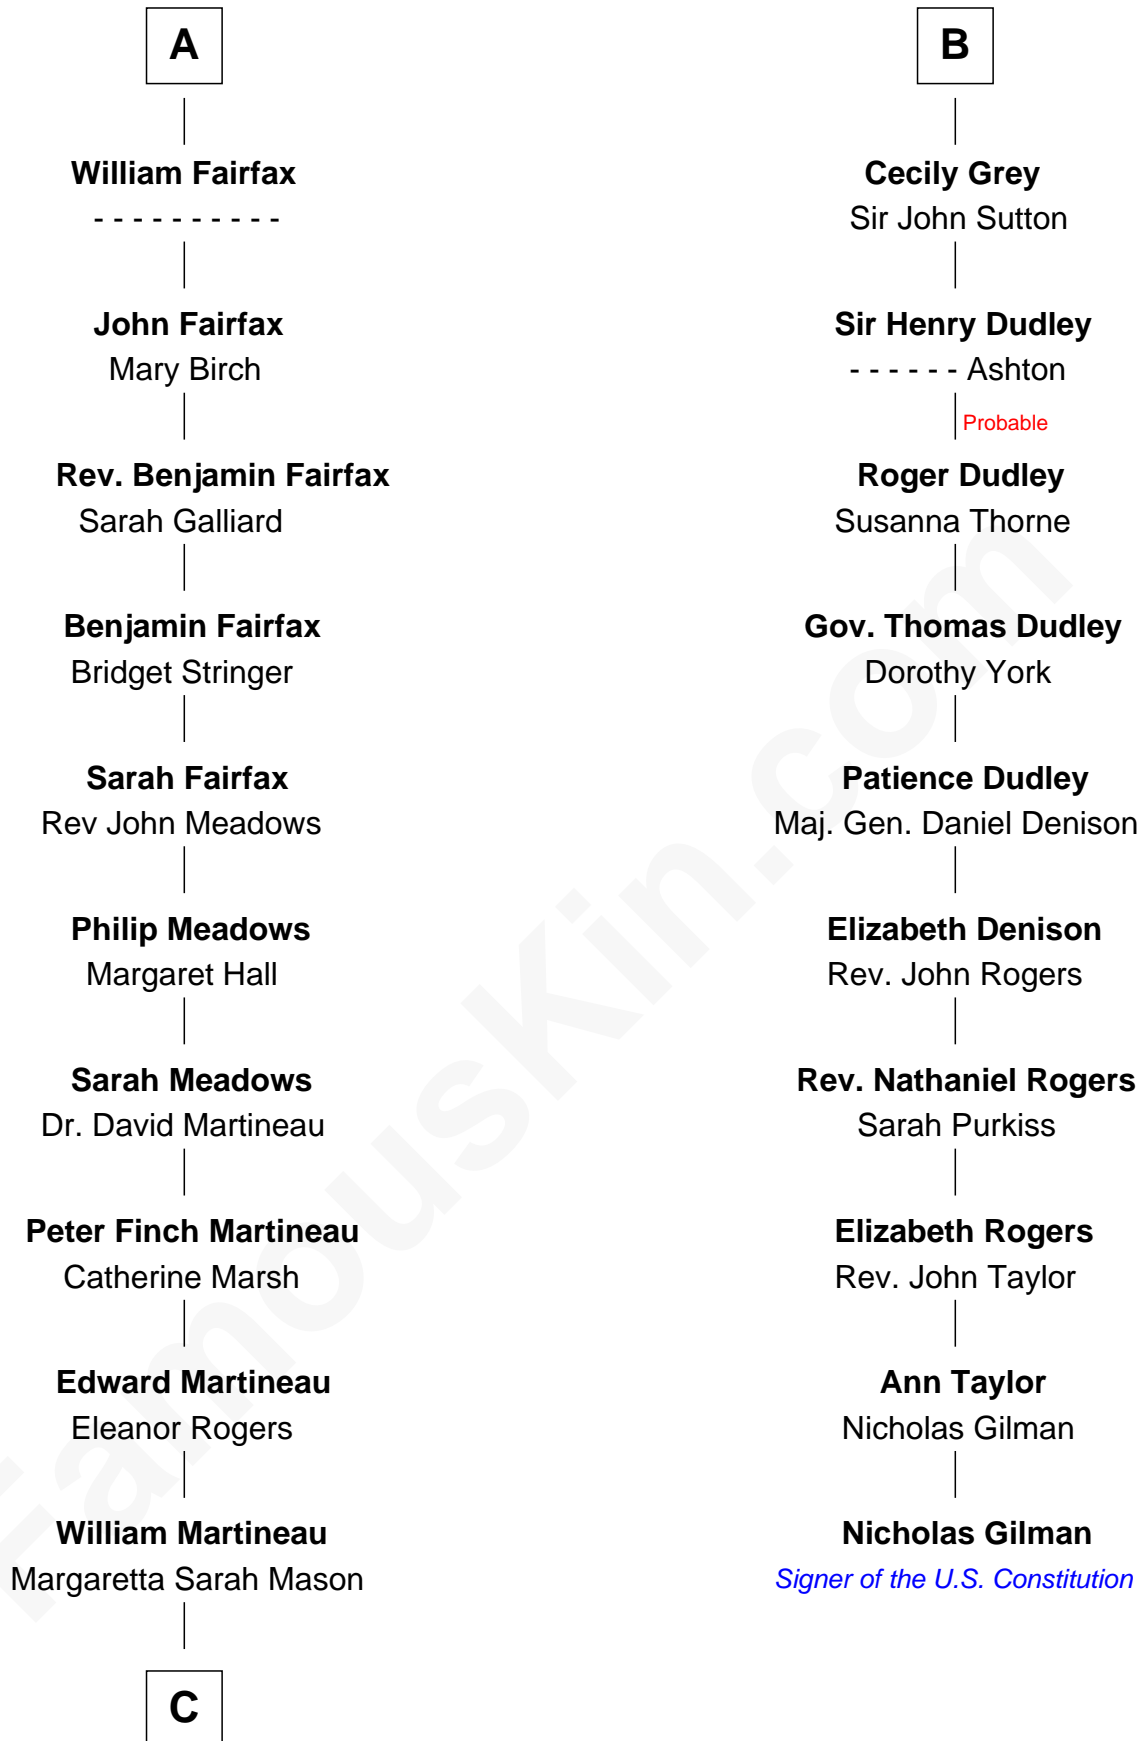 A
William Fairfax
- - - - - - - - - -
John Fairfax
Mary Birch
Rev. Benjamin Fairfax
Sarah Galliard
Benjamin Fairfax
Bridget Stringer
Sarah Fairfax
Rev John Meadows
Philip Meadows
Margaret Hall
Sarah Meadows
Dr. David Martineau
Peter Finch Martineau
Catherine Marsh
Edward Martineau
Eleanor Rogers
William Martineau
Margaretta Sarah Mason
C
B
Cecily Grey
Sir John Sutton
Sir Henry Dudley
- - - - - - Ashton
Probable
Roger Dudley
Susanna Thorne
Gov. Thomas Dudley
Dorothy York
Patience Dudley
Maj. Gen. Daniel Denison
Elizabeth Denison
Rev. John Rogers
Rev. Nathaniel Rogers
Sarah Purkiss
Elizabeth Rogers
Rev. John Taylor
Ann Taylor
Nicholas Gilman
Nicholas Gilman
Signer of the U.S. Constitution
FamousKin.com